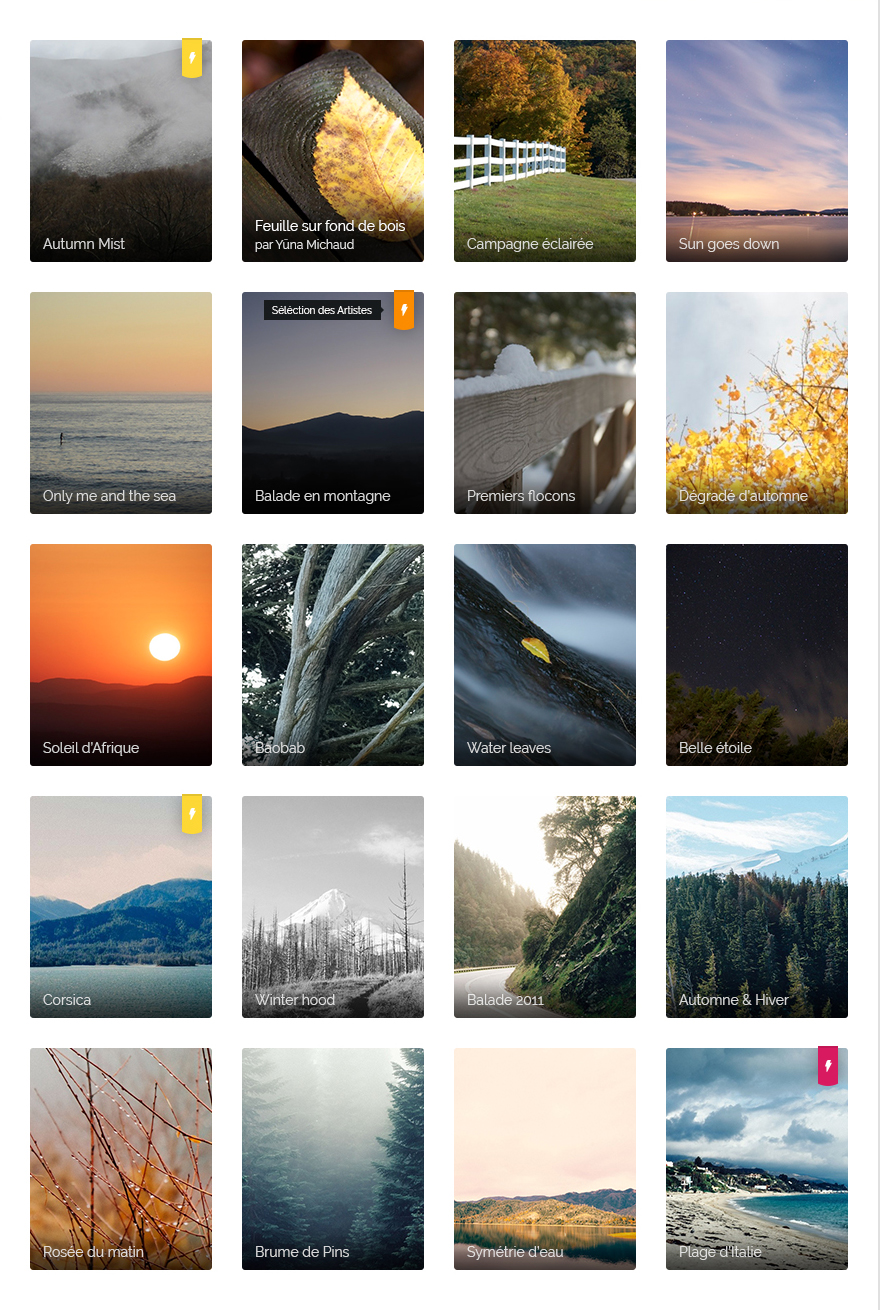 Autumn Mist
Feuille sur fond de bois
par Yüna Michaud
Campagne éclairée
Sun goes down
Only me and the sea
Séléction des Artistes
Balade en montagne
Premiers flocons
Dégradé d'automne
Soleil d'Afrique
Baobab
Water leaves
Belle étoile
Corsica
Winter hood
Balade 2011
Automne & Hiver
Rosée du matin
Brume de Pins
Symétrie d'eau
Plage d'Italie